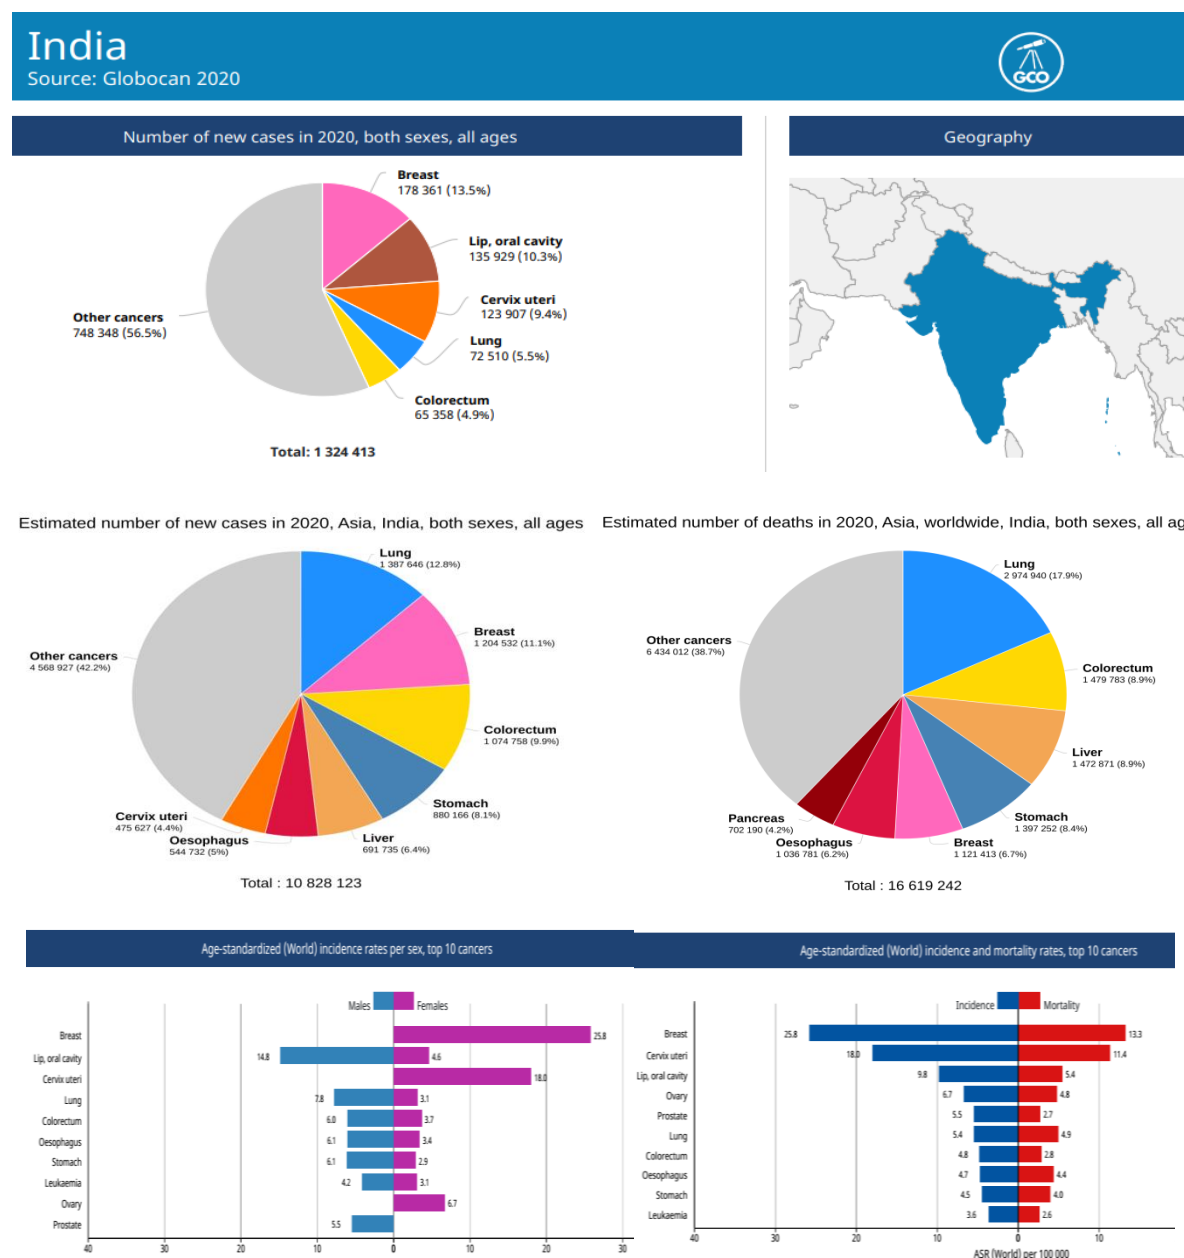 India
Source: Globocan 2020
GCO
Number of new cases in 2020, both sexes, all ages
Geography
Breast
178 361 (13.5%)
Lip, oral cavity
135 929 (10.3%)
Cervix uteri
123 907 (9.4%)
Lung
72 510 (5.5%)
Colorectum
65 358 (4.9%)
Other cancers
748 348 (56.5%)
Total: 1 324 413
Estimated number of new cases in 2020, Asia, India, both sexes, all ages
Lung
1 387 646 (12.8%)
Breast
1 204 532 (11.1%)
Colorectum
1 074 758 (9.9%)
Stomach
880 166 (8.1%)
Liver
691 735 (6.4%)
Oesophagus
544 732 (5%)
Cervix uteri
475 627 (4.4%)
Other cancers
4 568 927 (42.2%)
Total : 10 828 123
Estimated number of deaths in 2020, Asia, worldwide, India, both sexes, all ag
Lung
2 974 940 (17.9%)
Colorectum
1 479 783 (8.9%)
Liver
1 472 871 (8.9%)
Stomach
1 397 252 (8.4%)
Breast
1 121 413 (6.7%)
Oesophagus
1 036 781 (6.2%)
Pancreas
702 190 (4.2%)
Other cancers
6 434 012 (38.7%)
Total : 16 619 242
Age-standardized (World) incidence rates per sex, top 10 cancers
Males Females
Breast 25.8
Lip, oral cavity 14.8 4.6
Cervix uteri 18.0
Lung 7.8 3.1
Colorectum 6.0 3.7
Oesophagus 6.1 3.4
Stomach 6.1 2.9
Leukaemia 4.2 3.1
Ovary 6.7
Prostate 5.5
40 30 20 10 0 10 20 30
Age-standardized (World) incidence and mortality rates, top 10 cancers
Incidence Mortality
Breast 25.8 13.3
Cervix uteri 18.0 11.4
Lip, oral cavity 9.8 5.4
Ovary 6.7 4.8
Prostate 5.5 2.7
Lung 5.4 4.9
Colorectum 4.8 2.8
Oesophagus 4.7 4.4
Stomach 4.5 4.0
Leukaemia 3.6 2.6
40 30 20 10 0 10
ASR (World) per 100 000